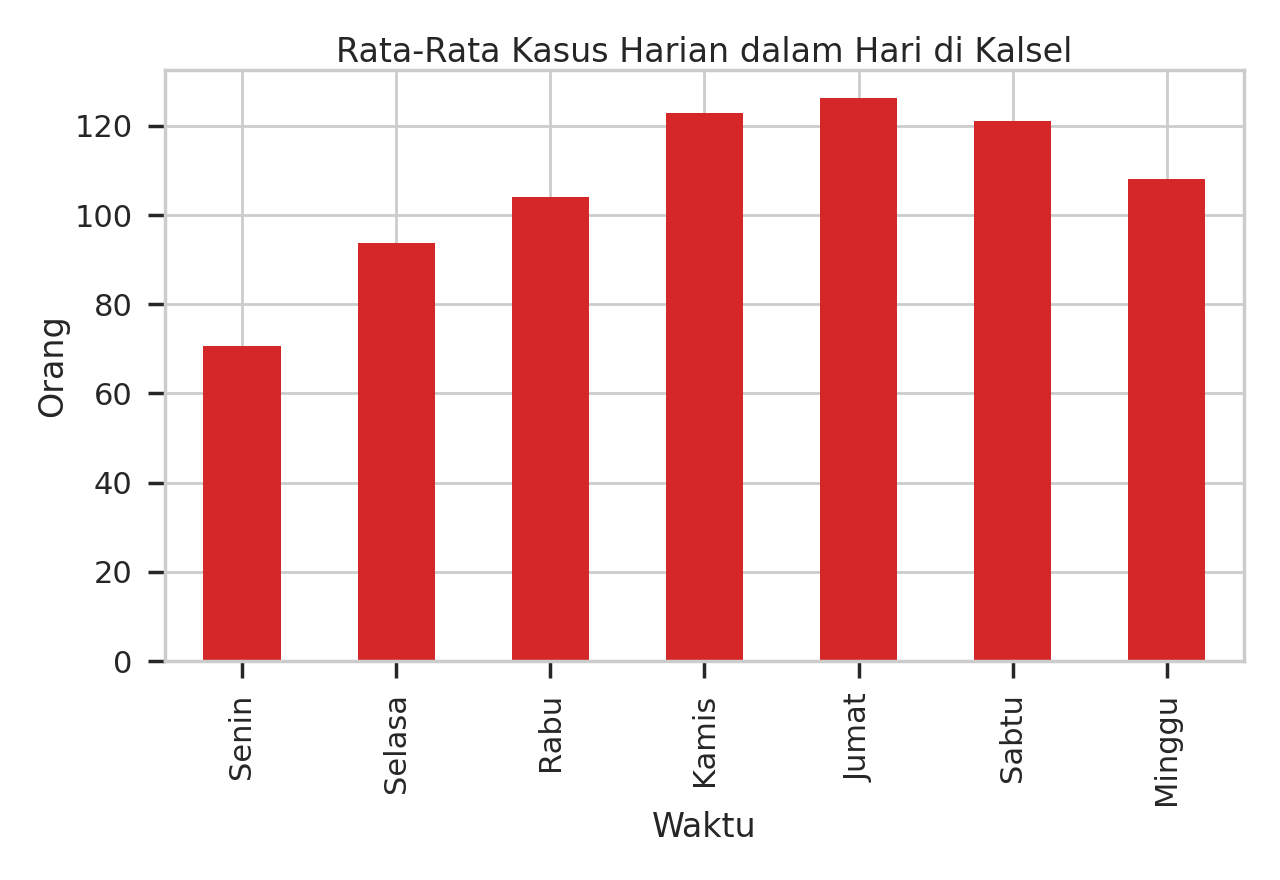 Rata-Rata Kasus Harian dalam Hari di Kalsel
120
100
80
60
40
20
0
Orang
Senin
Selasa
Rabu
Kamis
Jumat
Sabtu
Minggu
Waktu